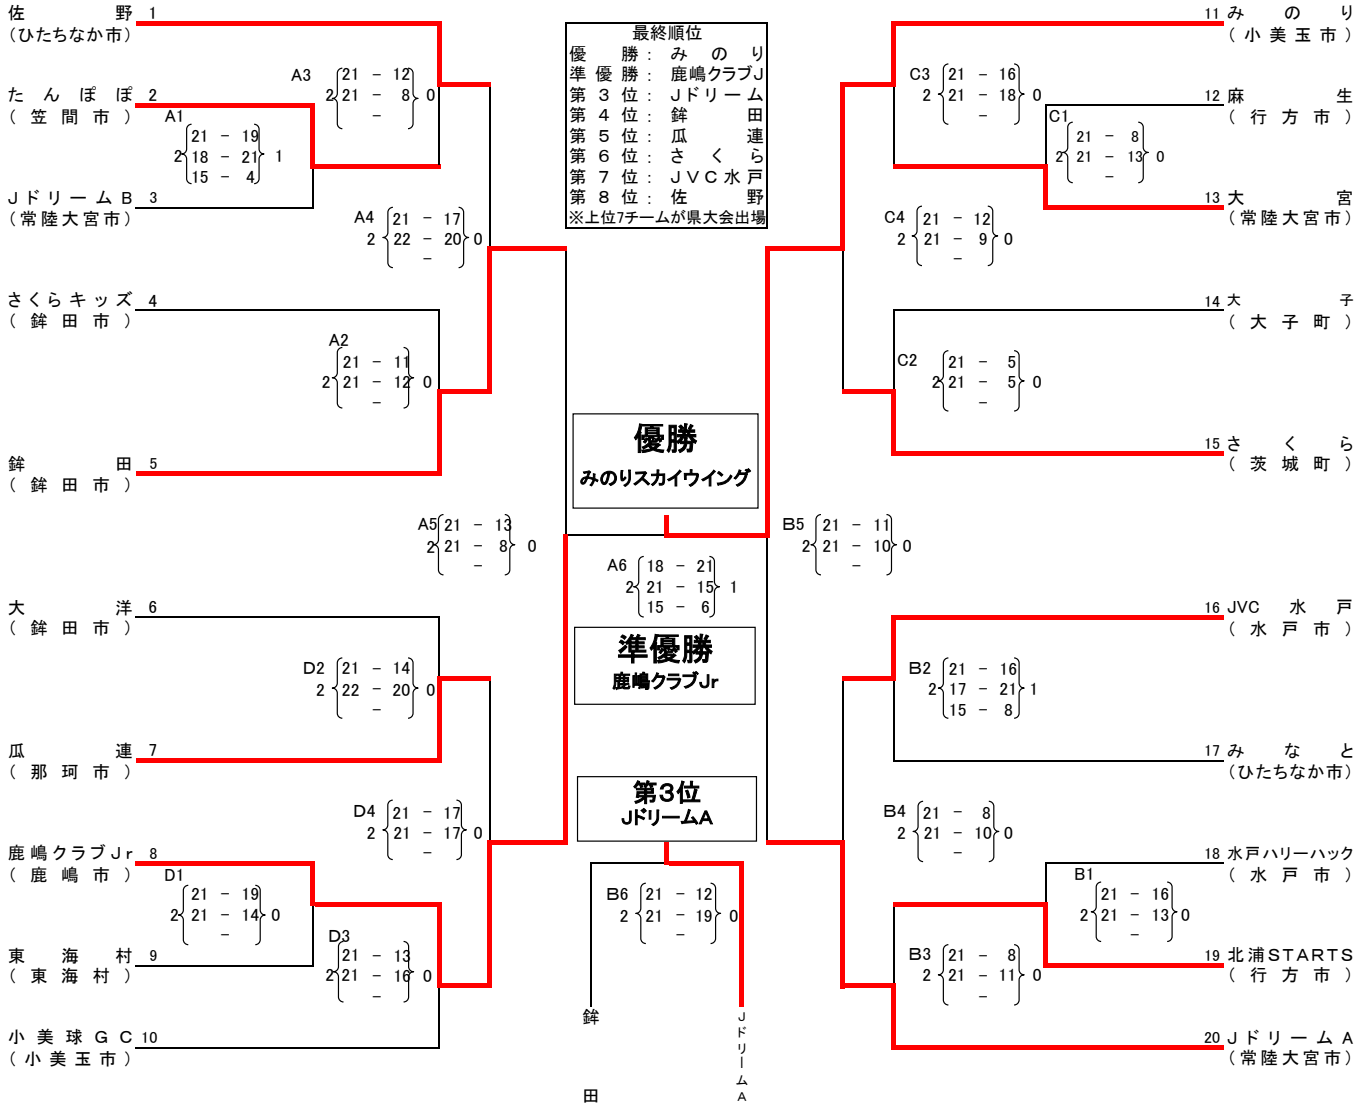 佐野 1
(ひたちなか市)
たんぽぽ 2
(笠間市)
JドリームB 3
(常陸大宮市)
さくらキッズ 4
(鉾田市)
鉾田 5
(鉾田市)
大洋 6
(鉾田市)
瓜連 7
(那珂市)
鹿嶋クラブJr 8
(鹿嶋市)
東海村 9
(東海村)
小美球GC 10
(小美玉市)
A1
21 - 19
2 18 - 21 1
15 - 4
A3 21 - 12
2 21 - 8 0
-
A4 21 - 17
2 22 - 20 0
-
A2
21 - 11
2 21 - 12 0
-
A5 21 - 13
2 21 - 8 0
-
D2 21 - 14
2 22 - 20 0
-
D4 21 - 17
2 21 - 17 0
-
D1
21 - 19
2 21 - 14 0
-
D3
21 - 13
2 21 - 16 0
-
最終順位
優勝: みのり
準優勝: 鹿嶋クラブJ
第3位: Jドリーム
第4位: 鉾田
第5位: 瓜連
第6位: さくら
第7位: JVC水戸
第8位: 佐野
※上位7チームが県大会出場
優勝
みのりスカイウイング
A6 18 - 21
2 21 - 15 1
15 - 6
準優勝
鹿嶋クラブJr
第3位
JドリームA
B6 21 - 12
2 21 - 19 0
-
鉾田
JドリームA
C3 21 - 16
2 21 - 18 0
-
C1
21 - 8
2 21 - 13 0
-
C4 21 - 12
2 21 - 9 0
-
C2 21 - 5
2 21 - 5 0
-
B5 21 - 11
2 21 - 10 0
-
B2 21 - 16
2 17 - 21 1
15 - 8
B4 21 - 8
2 21 - 10 0
-
B1
21 - 16
2 21 - 13 0
-
B3 21 - 8
2 21 - 11 0
-
11 みのり
(小美玉市)
12 麻生
(行方市)
13 大宮
(常陸大宮市)
14 大子
(大子町)
15 さくら
(茨城町)
16 JVC水戸
(水戸市)
17 みなと
(ひたちなか市)
18 水戸ハリーハック
(水戸市)
19 北浦STARTS
(行方市)
20 JドリームA
(常陸大宮市)